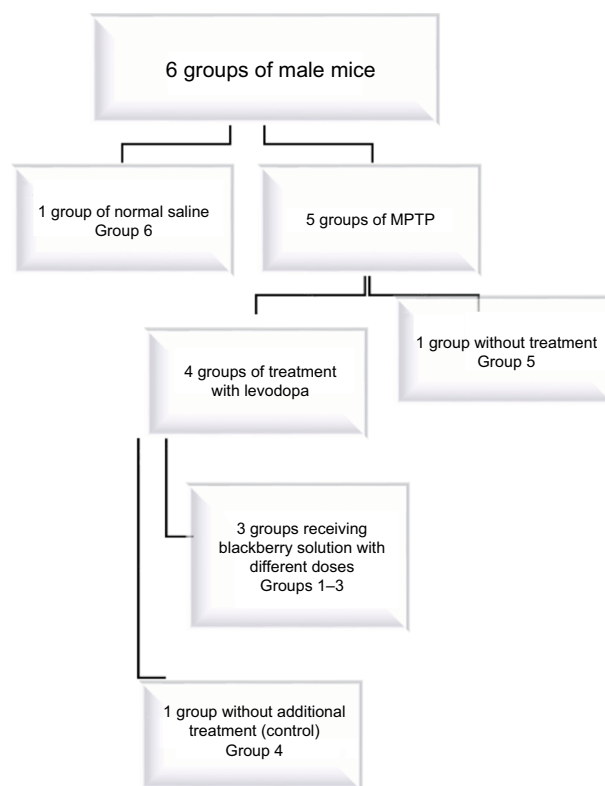 6 groups of male mice
1 group of normal saline
Group 6
5 groups of MPTP
1 group without treatment
Group 5
4 groups of treatment
with levodopa
3 groups receiving
blackberry solution with
different doses
Groups 1–3
1 group without additional
treatment (control)
Group 4